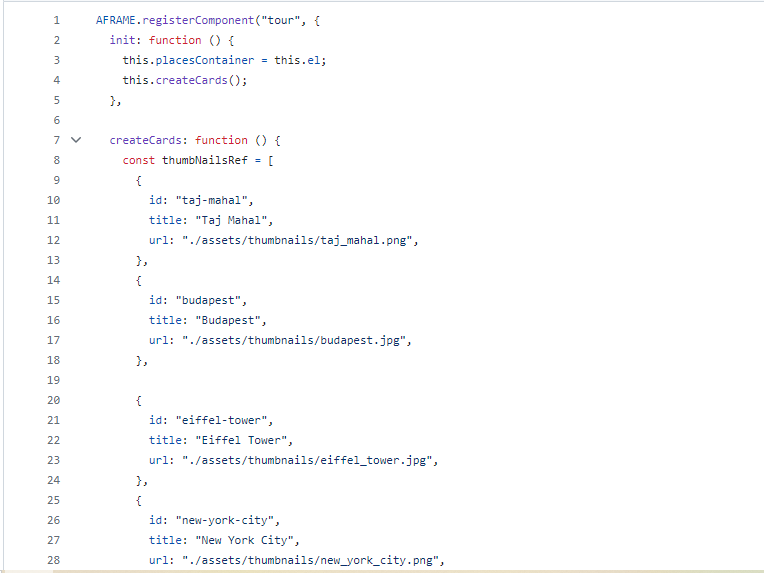 1 AFRAME.registerComponent("tour", {
2 init: function () {
3 this.placesContainer = this.el;
4 this.createCards();
5 },
6
7 createCards: function () {
8 const thumbNailsRef = [
9 {
10 id: "taj-mahal",
11 title: "Taj Mahal",
12 url: "./assets/thumbnails/taj_mahal.png",
13 },
14 {
15 id: "budapest",
16 title: "Budapest",
17 url: "./assets/thumbnails/budapest.jpg",
18 },
19
20 {
21 id: "eiffel-tower",
22 title: "Eiffel Tower",
23 url: "./assets/thumbnails/eiffel_tower.jpg",
24 },
25 {
26 id: "new-york-city",
27 title: "New York City",
28 url: "./assets/thumbnails/new_york_city.png",